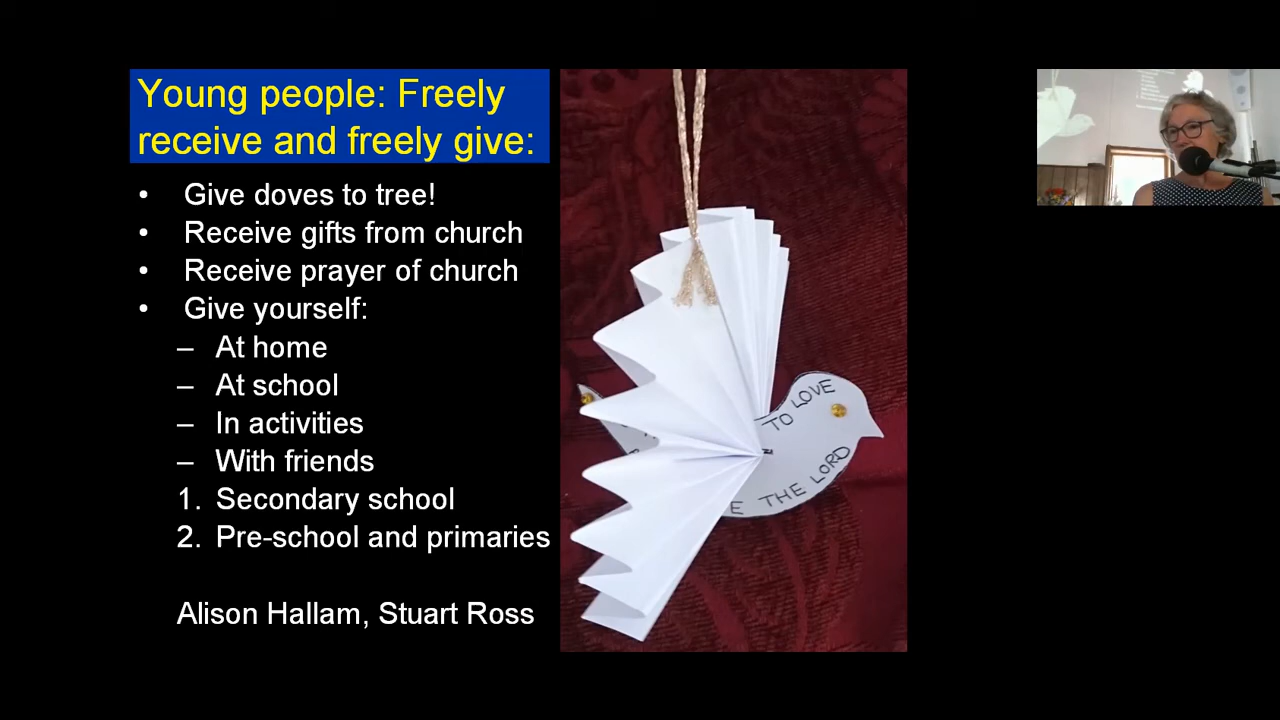 Young people: Freely
receive and freely give:
• Give doves to tree!
• Receive gifts from church
• Receive prayer of church
• Give yourself:
– At home
– At school
– In activities
– With friends
1. Secondary school
2. Pre-school and primaries
Alison Hallam, Stuart Ross
TO LOVE
THE LORD